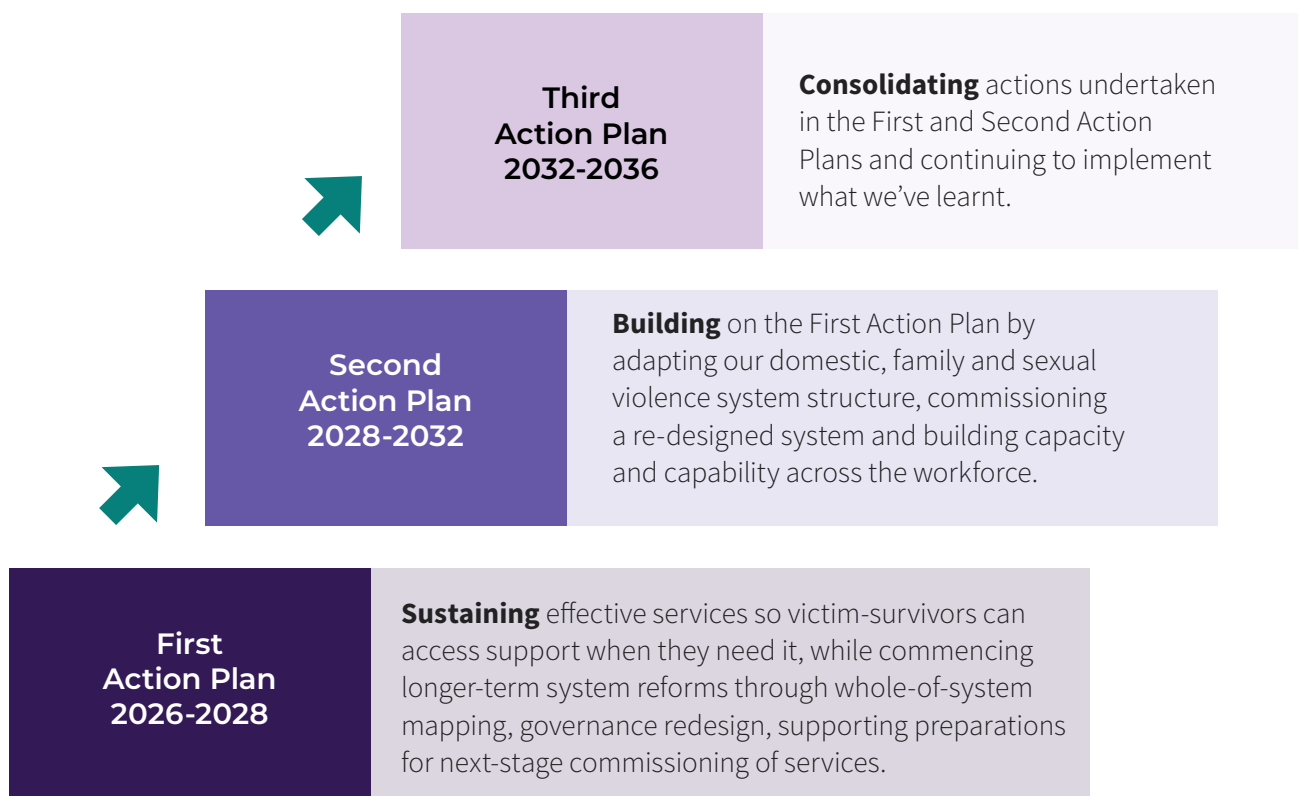 Third
Action Plan
2032-2036
Consolidating actions undertaken
in the First and Second Action
Plans and continuing to implement
what we’ve learnt.
Second
Action Plan
2028-2032
Building on the First Action Plan by
adapting our domestic, family and sexual
violence system structure, commissioning
a re-designed system and building capacity
and capability across the workforce.
First
Action Plan
2026-2028
Sustaining effective services so victim-survivors can
access support when they need it, while commencing
longer-term system reforms through whole-of-system
mapping, governance redesign, supporting preparations
for next-stage commissioning of services.